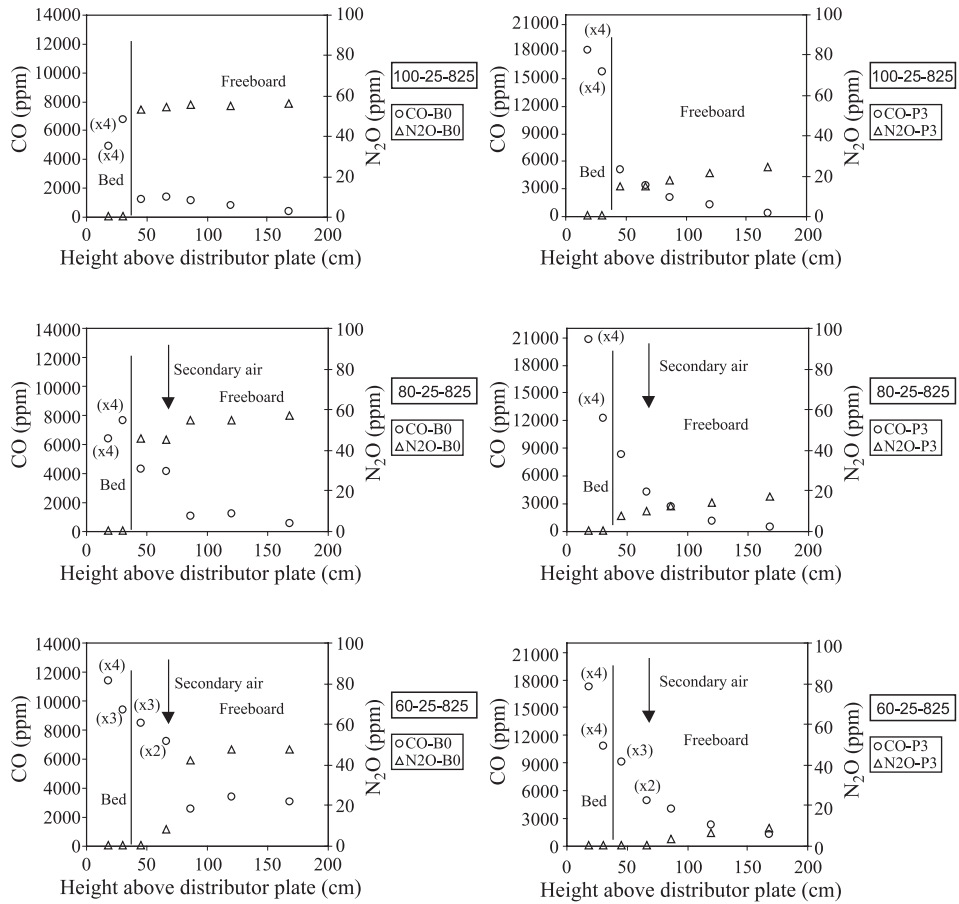 14000
12000
10000
8000
6000
4000
2000
0
CO (ppm)
100
80
60
40
20
0
N2O (ppm)
(x4)
(x4)
Bed
Freeboard
0 50 100 150 200
Height above distributor plate (cm)
100-25-825
CO-B0
N2O-B0
21000
18000
15000
12000
9000
6000
3000
0
CO (ppm)
100
80
60
40
20
0
N2O (ppm)
(x4)
(x4)
Bed
Freeboard
0 50 100 150 200
Height above distributor plate (cm)
100-25-825
CO-P3
N2O-P3
14000
12000
10000
8000
6000
4000
2000
0
CO (ppm)
100
80
60
40
20
0
N2O (ppm)
Secondary air
Freeboard
(x4)
(x4)
Bed
0 50 100 150 200
Height above distributor plate (cm)
80-25-825
CO-B0
N2O-B0
21000
18000
15000
12000
9000
6000
3000
0
CO (ppm)
100
80
60
40
20
0
N2O (ppm)
(x4)
Secondary air
(x4)
Freeboard
Bed
0 50 100 150 200
Height above distributor plate (cm)
80-25-825
CO-P3
N2O-P3
14000
12000
10000
8000
6000
4000
2000
0
CO (ppm)
100
80
60
40
20
0
N2O (ppm)
(x4)
Secondary air
(x3)
(x3)
Freeboard
(x2)
Bed
0 50 100 150 200
Height above distributor plate (cm)
60-25-825
CO-B0
N2O-B0
21000
18000
15000
12000
9000
6000
3000
0
CO (ppm)
100
80
60
40
20
0
N2O (ppm)
(x4)
Secondary air
(x4)
Freeboard
(x3)
(x2)
Bed
0 50 100 150 200
Height above distributor plate (cm)
60-25-825
CO-P3
N2O-P3